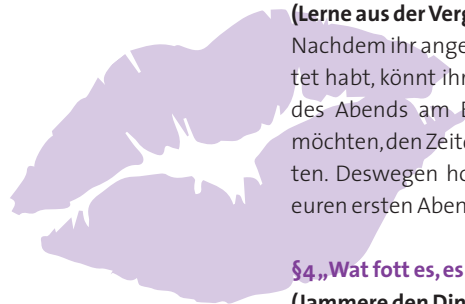 (Lerne aus der Verg
Nachdem ihr ange
tet habt, könnt ihr
des Abends am E
möchten, den Zeite
ten. Deswegen ho
euren ersten Aben
§4 „Wat fott es, es
(Jammere den Din